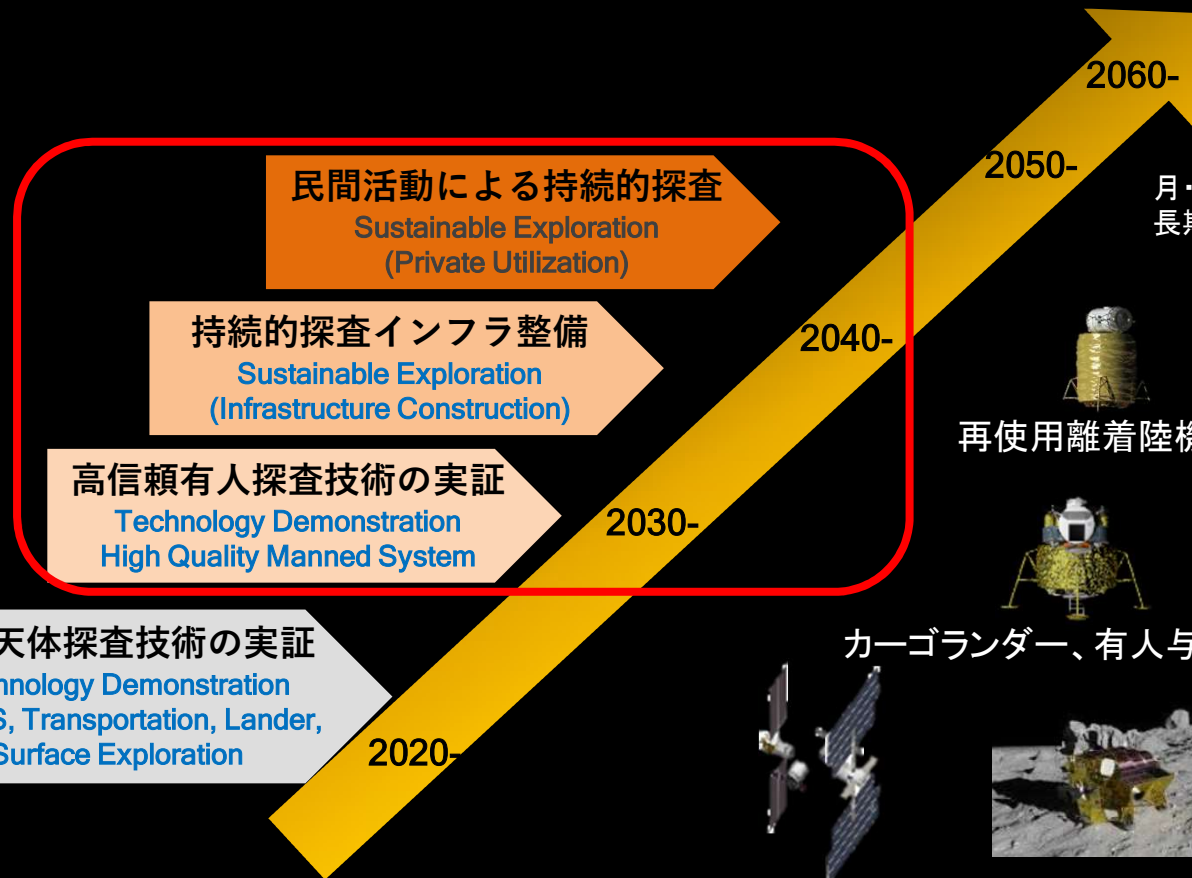 2060-
2050-
月・
民間活動による持続的探査
Sustainable Exploration
(Private Utilization)
持続的探査インフラ整備
Sustainable Exploration
(Infrastructure Construction)
2040-
再使用離着陸機
高信頼有人探査技術の実証
Technology Demonstration
High Quality Manned System
2030-
天体探査技術の実証
Demonstration
Transportation, Lander,
Surface Exploration
カーゴランダー、有人与
2020-